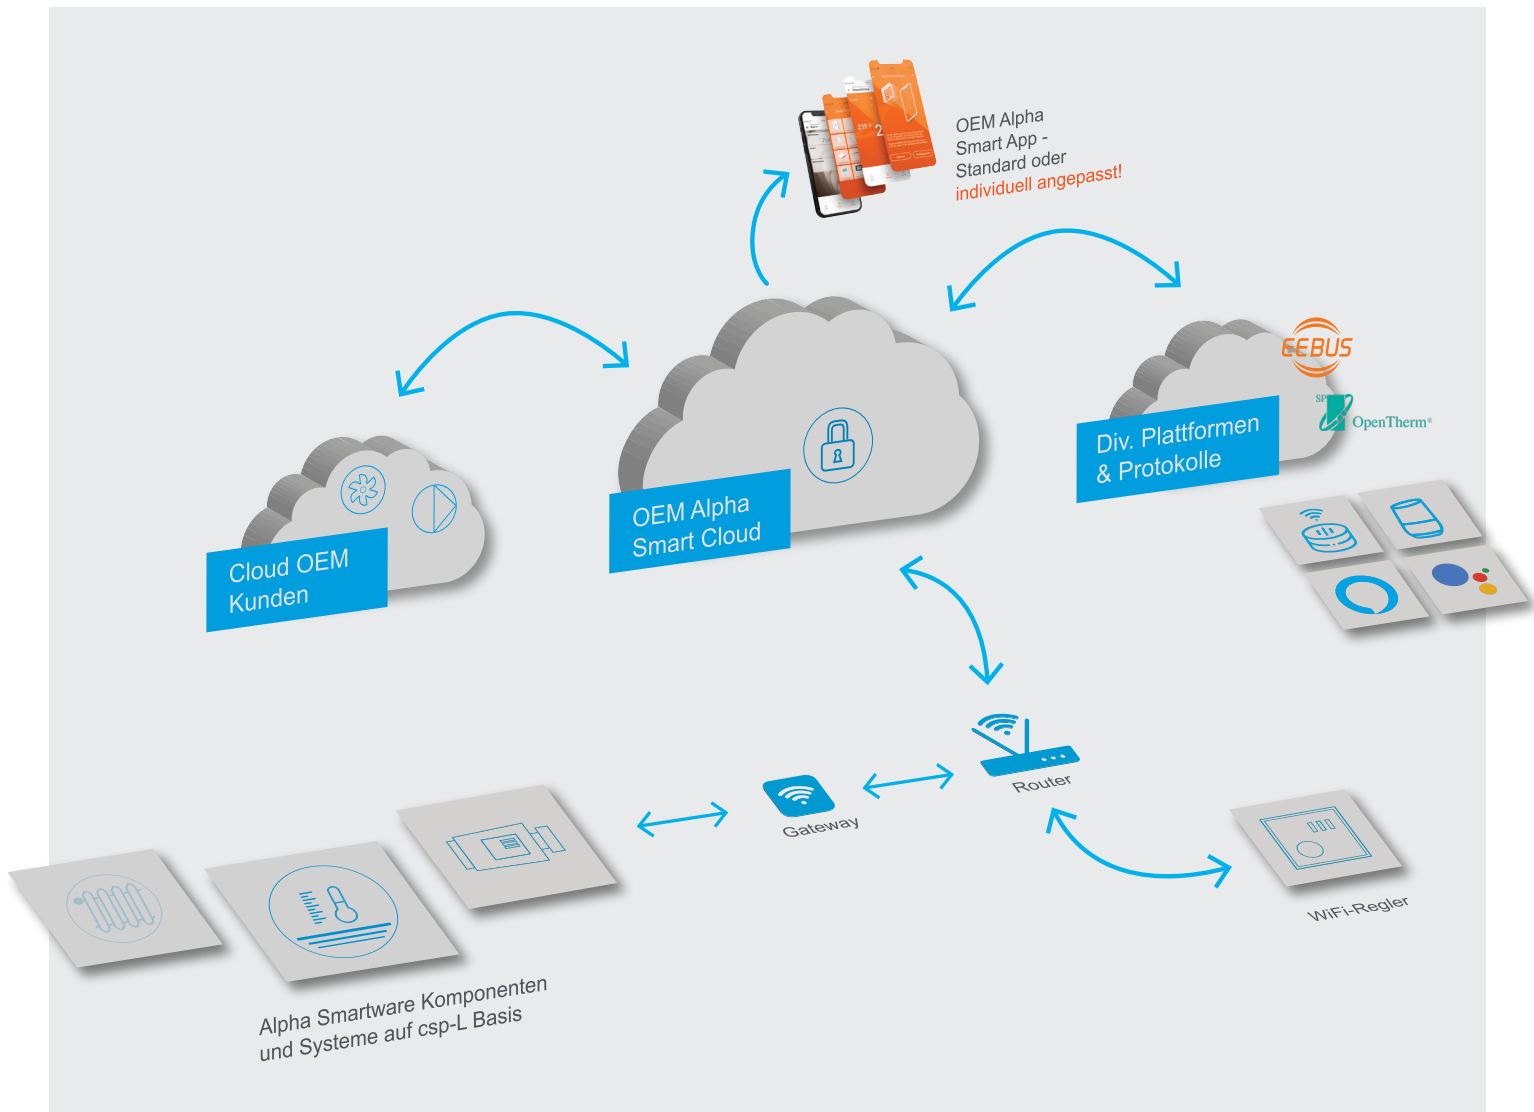 OEM Alpha
Smart App -
Standard oder
individuell angepasst!
EEBUS
OpenTherm®
Div. Plattformen
& Protokolle
OEM Alpha
Smart Cloud
Cloud OEM
Kunden
Router
Gateway
WiFi-Regler
Alpha Smartware Komponenten
und Systeme auf csp-L Basis